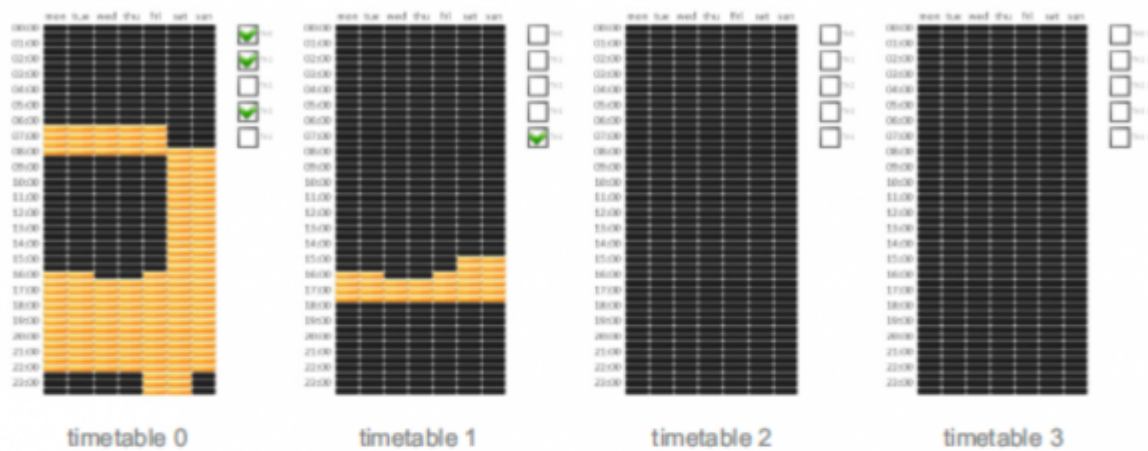 mon tue wed thu fri sat sun
mon tue wed thu fri sat sun
mon tue wed thu fri sat sun
mon tue wed thu fri sat sun
00:00 00:00 00:00 00:00
01:00 01:00 01:00 01:00
02:00 02:00 02:00 02:00
03:00 03:00 03:00 03:00
04:00 04:00 04:00 04:00
05:00 05:00 05:00 05:00
06:00 06:00 06:00 06:00
07:00 07:00 07:00 07:00
08:00 08:00 08:00 08:00
09:00 09:00 09:00 09:00
10:00 10:00 10:00 10:00
11:00 11:00 11:00 11:00
12:00 12:00 12:00 12:00
13:00 13:00 13:00 13:00
14:00 14:00 14:00 14:00
15:00 15:00 15:00 15:00
16:00 16:00 16:00 16:00
17:00 17:00 17:00 17:00
18:00 18:00 18:00 18:00
19:00 19:00 19:00 19:00
20:00 20:00 20:00 20:00
21:00 21:00 21:00 21:00
22:00 22:00 22:00 22:00
23:00 23:00 23:00 23:00
timetable 0 timetable 1 timetable 2 timetable 3